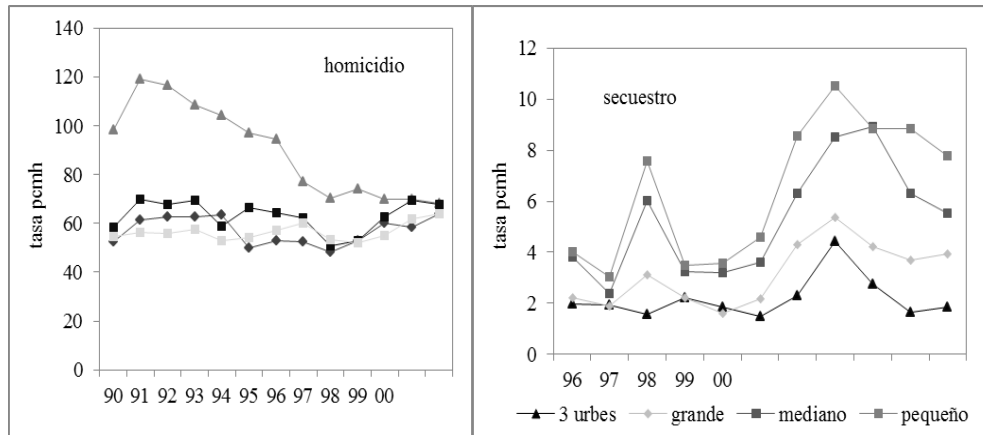 homicidio
tasa pcmh
140
120
100
80
60
40
20
0
90 91 92 93 94 95 96 97 98 99 00
secuestro
tasa pcmh
12
10
8
6
4
2
0
96 97 98 99 00
3 urbes grande mediano pequeño